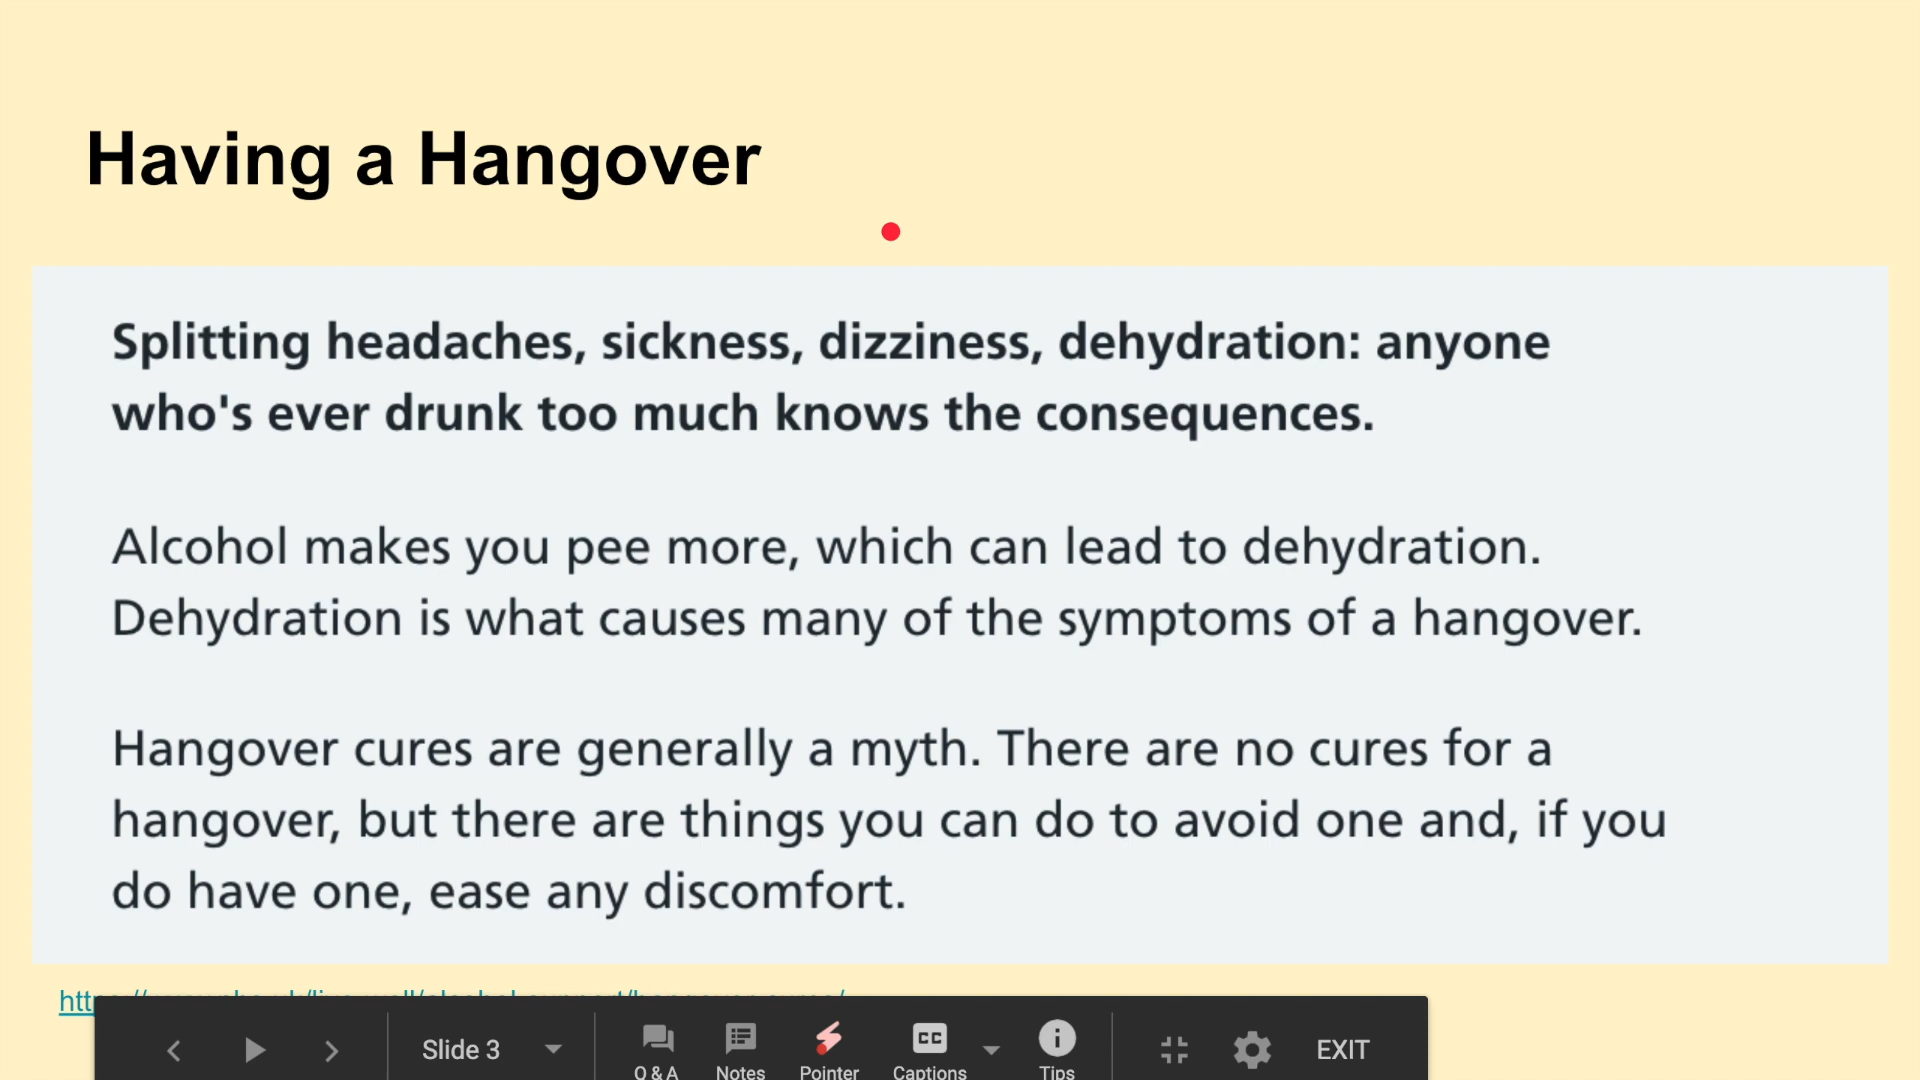 Having a Hangover
Splitting headaches, sickness, dizziness, dehydration: anyone
who's ever drunk too much knows the consequences.
Alcohol makes you pee more, which can lead to dehydration.
Dehydration is what causes many of the symptoms of a hangover.
Hangover cures are generally a myth. There are no cures for a
hangover, but there are things you can do to avoid one and, if you
do have one, ease any discomfort.
Slide 3
Q & A Notes Pointer Captions Tips
EXIT